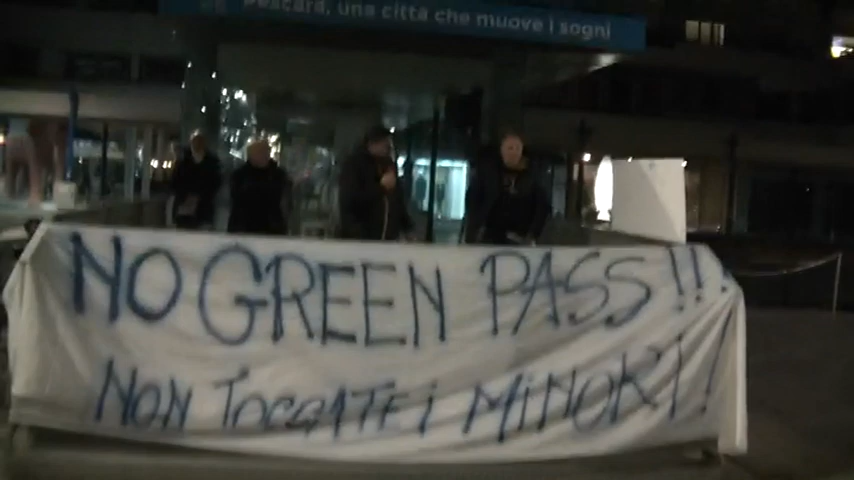 Pescara, una città che muove i sogni
NO GREEN PASS!!!
NON TOCCATE i MiNORI!